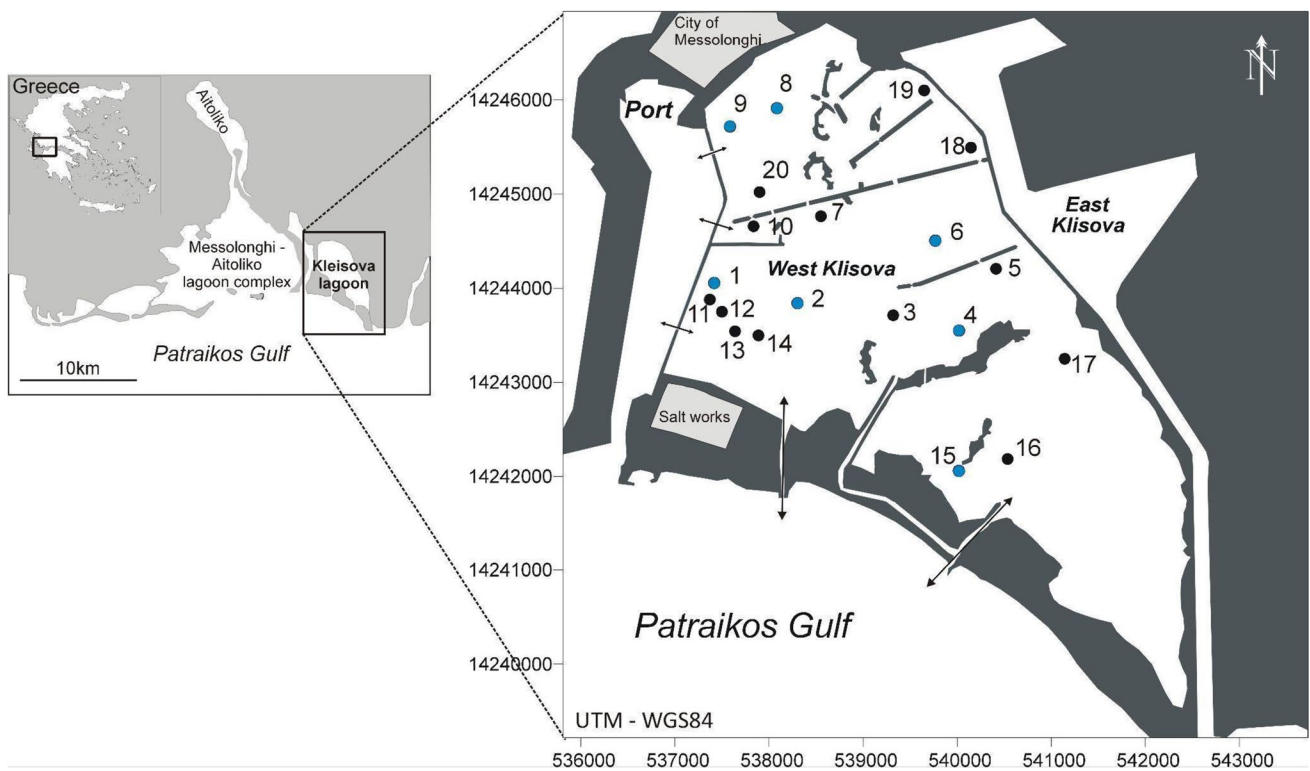 Greece
Aitoliko
Messolonghi -
Aitoliko
lagoon complex
Kleisova
lagoon
Patraikos Gulf
10km
City of
Messolonghi
N
Port
8
9
19
18
20
7
10
East
Klisova
6
West Klisova
5
1
2
11
12
3
4
13
14
17
Salt works
15
16
Patraikos Gulf
UTM - WGS84
14246000
14245000
14244000
14243000
14242000
14241000
14240000
536000 537000 538000 539000 540000 541000 542000 543000